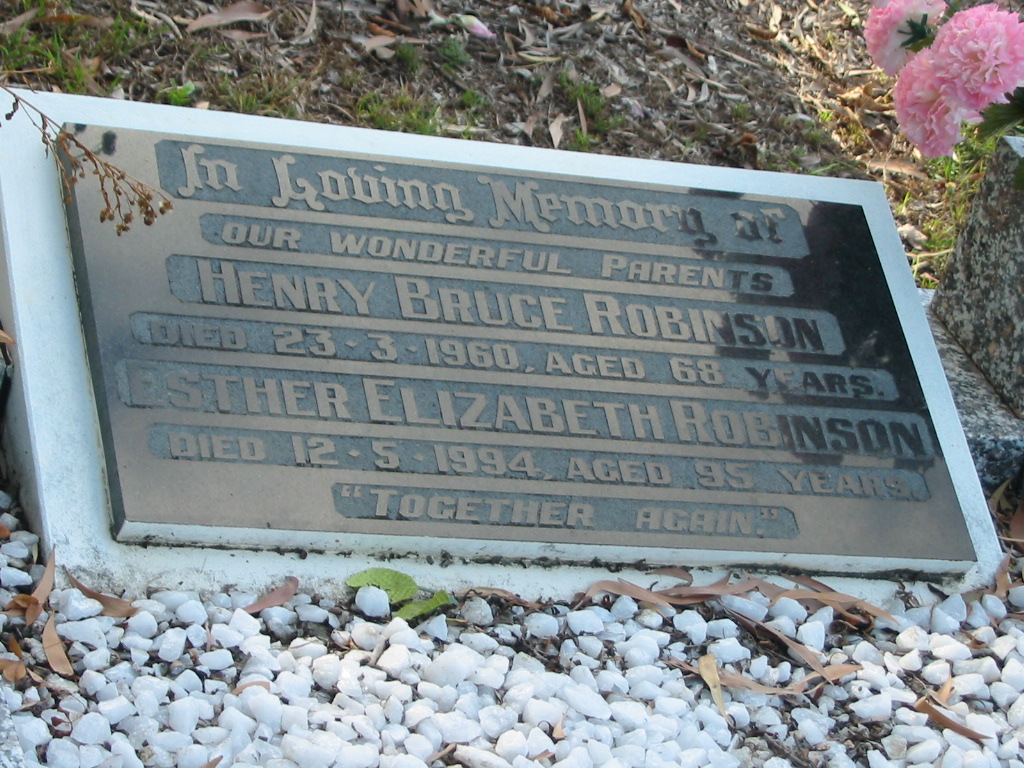 In Loving Memory of
OUR WONDERFUL PARENTS
HENRY BRUCE ROBINSON
DIED 23·3·1960, AGED 68 YEARS.
ESTHER ELIZABETH ROBINSON
DIED 12·5·1994, AGED 95 YEARS.
"TOGETHER AGAIN."